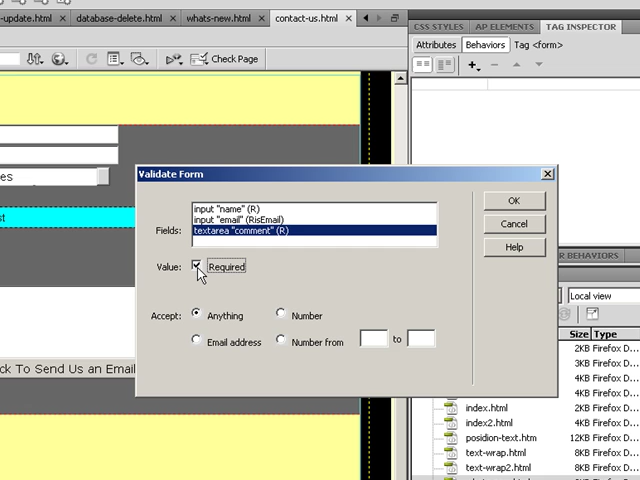 -update.html
database-delete.html
whats-new.html
contact-us.html
CSS STYLES
AP ELEMENTS
TAG INSPECTOR
Attributes
Behaviors
Tag <form>
Check Page
es
st
ck To Send Us an Email
Validate Form
Fields:
input "name" (R)
input "email" (RisEmail)
textarea "comment" (R)
OK
Cancel
Help
Value:
Required
Accept:
Anything
Number
Email address
Number from
to
R BEHAVIORS
Local view
Size
Type
2KB Firefox D...
3KB Firefox D...
4KB Firefox D...
4KB Firefox D...
index.html 2KB Firefox D...
index2.html 4KB Firefox D...
posidion-text.htm 12KB Firefox D...
text-wrap.html 8KB Firefox D...
text-wrap2.html 8KB Firefox D...